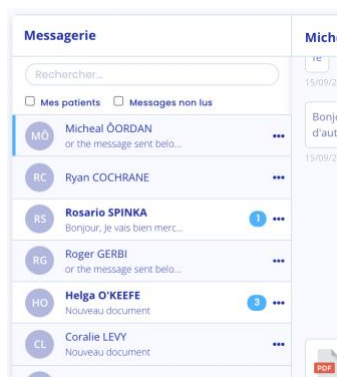 Messagerie
Rechercher...
Mes patients
Messages non lus
MÔ
Micheal ÔORDAN
or the message sent belo...
RC
Ryan COCHRANE
RS
Rosario SPINKA
Bonjour, Je vais bien merc...
1
RG
Roger GERBI
or the message sent belo...
HO
Helga O'KEEFE
Nouveau document
3
CL
Coralie LEVY
Nouveau document
Miche
15/09/2
Bonj
d'aut
15/09/2
PDF